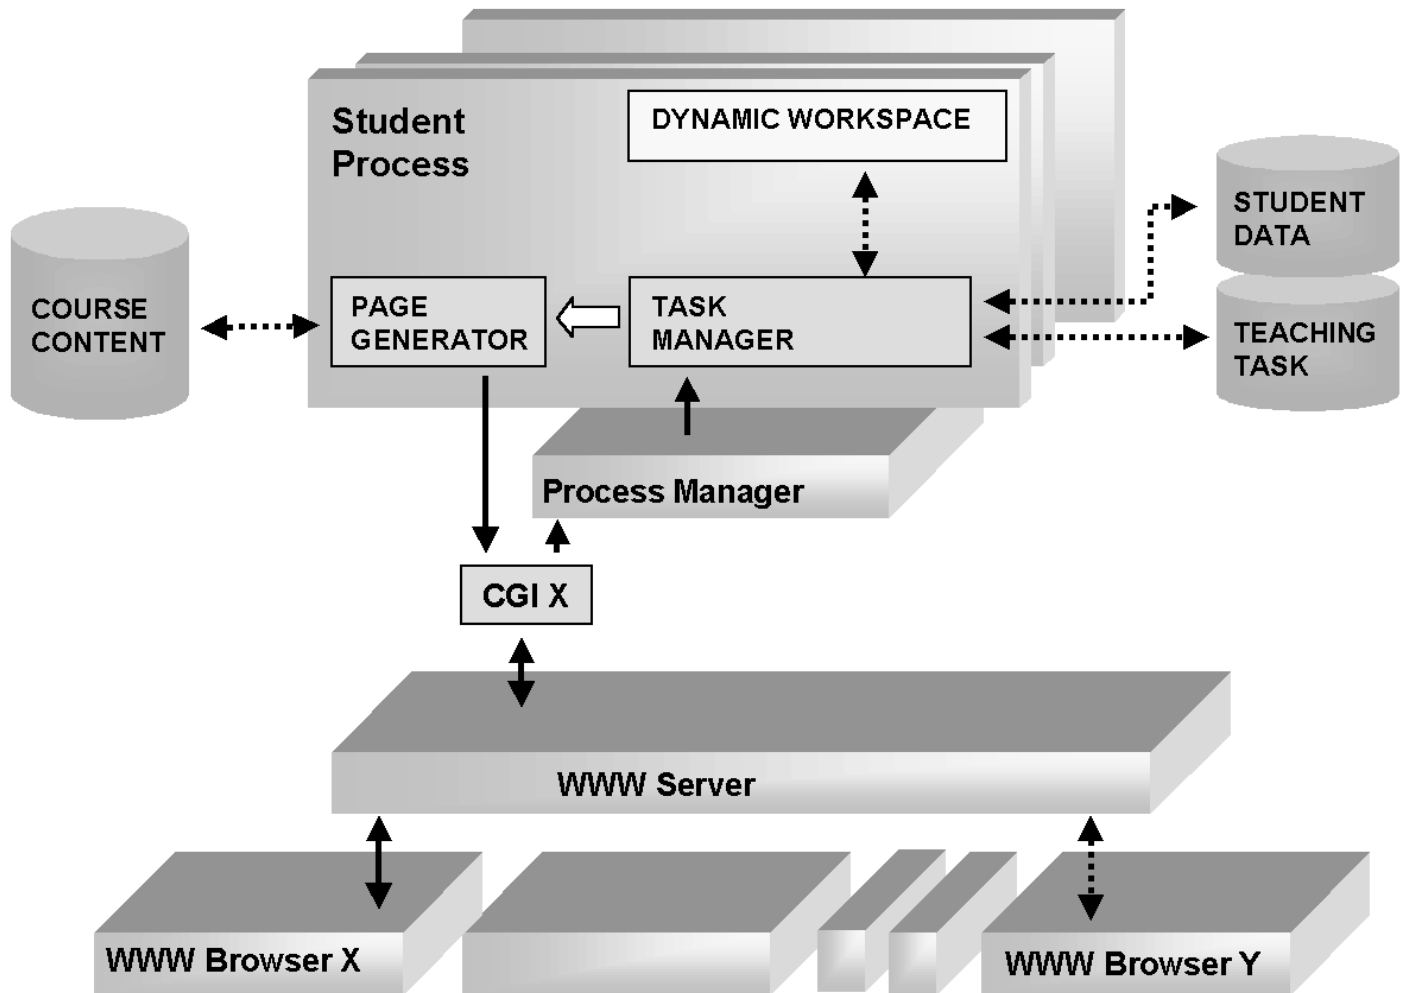 Student
Process
DYNAMIC WORKSPACE
STUDENT
DATA
COURSE
CONTENT
PAGE
GENERATOR
TASK
MANAGER
TEACHING
TASK
Process Manager
CGI X
WWW Server
WWW Browser X
WWW Browser Y